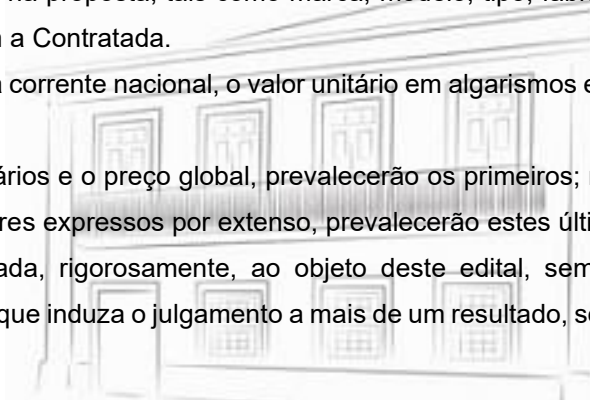 na proposta, tais como marca, modelo, tipo,
a Contratada.
corrente nacional, o valor unitário em algarismos e
ários e o preço global, prevalecerão os primeiros;
res expressos por extenso, prevalecerão estes últi
ada, rigorosamente, ao objeto deste edital, sem
que induza o julgamento a mais de um resultado, s